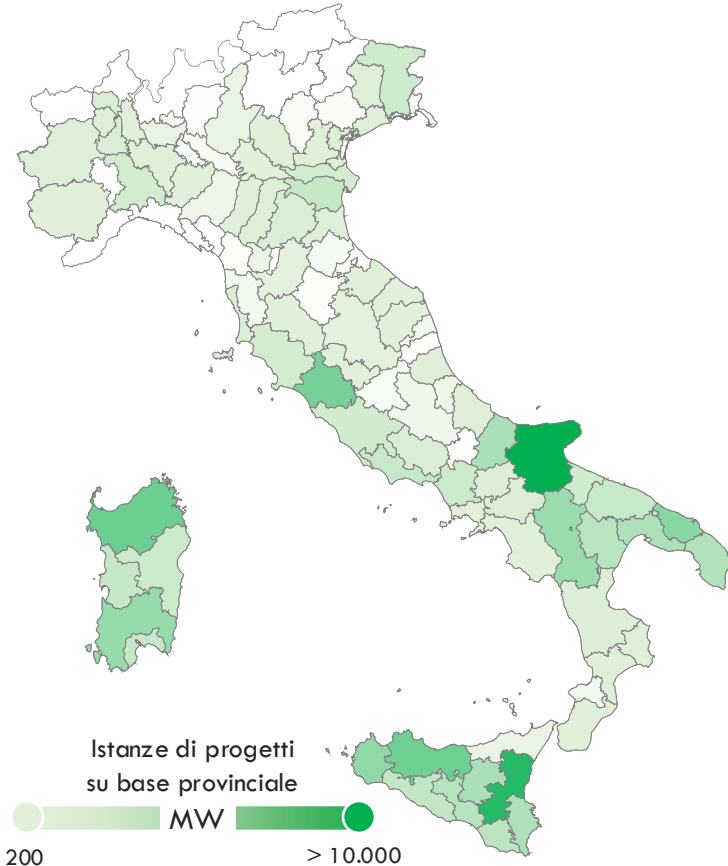 Istanze di progetti
su base provinciale
MW
200
> 10.000